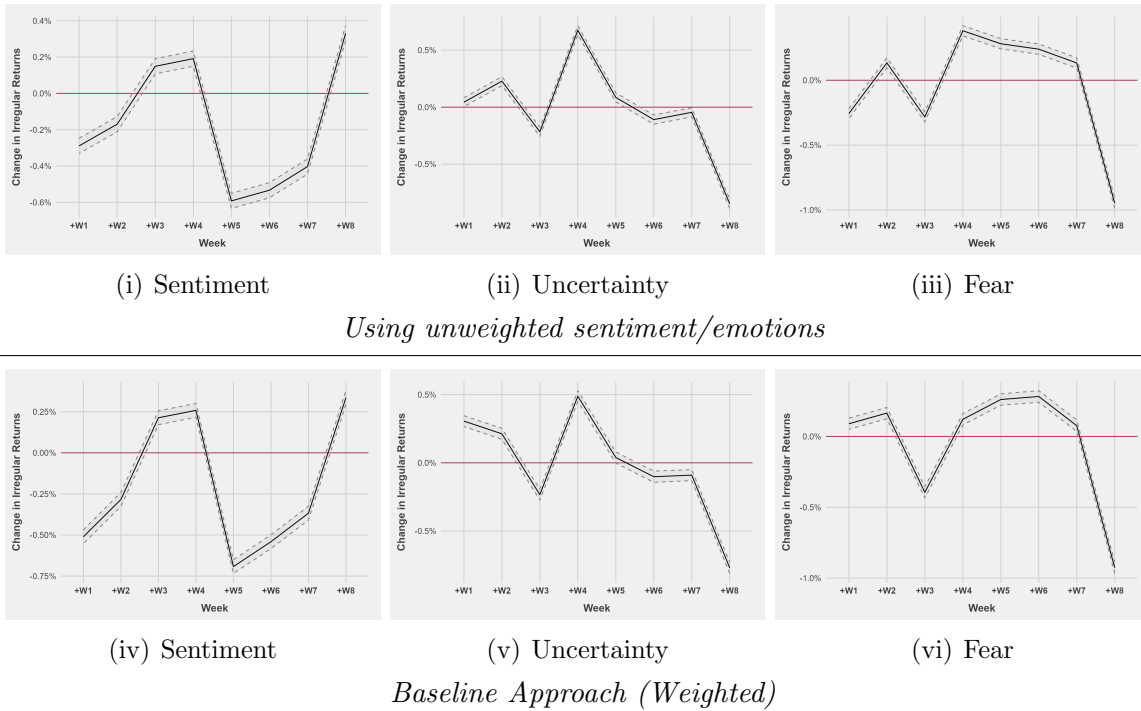 Change in Irregular Returns
0.4%
0.2%
0.0%
-0.2%
-0.4%
-0.6%
+W1 +W2 +W3 +W4 +W5 +W6 +W7 +W8
Week
(i) Sentiment
Change in Irregular Returns
0.5%
0.0%
-0.5%
+W1 +W2 +W3 +W4 +W5 +W6 +W7 +W8
Week
(ii) Uncertainty
Change in Irregular Returns
0.0%
-0.5%
-1.0%
+W1 +W2 +W3 +W4 +W5 +W6 +W7 +W8
Week
(iii) Fear
Using unweighted sentiment/emotions
Change in Irregular Returns
0.25%
0.00%
-0.25%
-0.50%
-0.75%
+W1 +W2 +W3 +W4 +W5 +W6 +W7 +W8
Week
(iv) Sentiment
Change in Irregular Returns
0.5%
0.0%
-0.5%
+W1 +W2 +W3 +W4 +W5 +W6 +W7 +W8
Week
(v) Uncertainty
Change in Irregular Returns
0.0%
-0.5%
-1.0%
+W1 +W2 +W3 +W4 +W5 +W6 +W7 +W8
Week
(vi) Fear
Baseline Approach (Weighted)